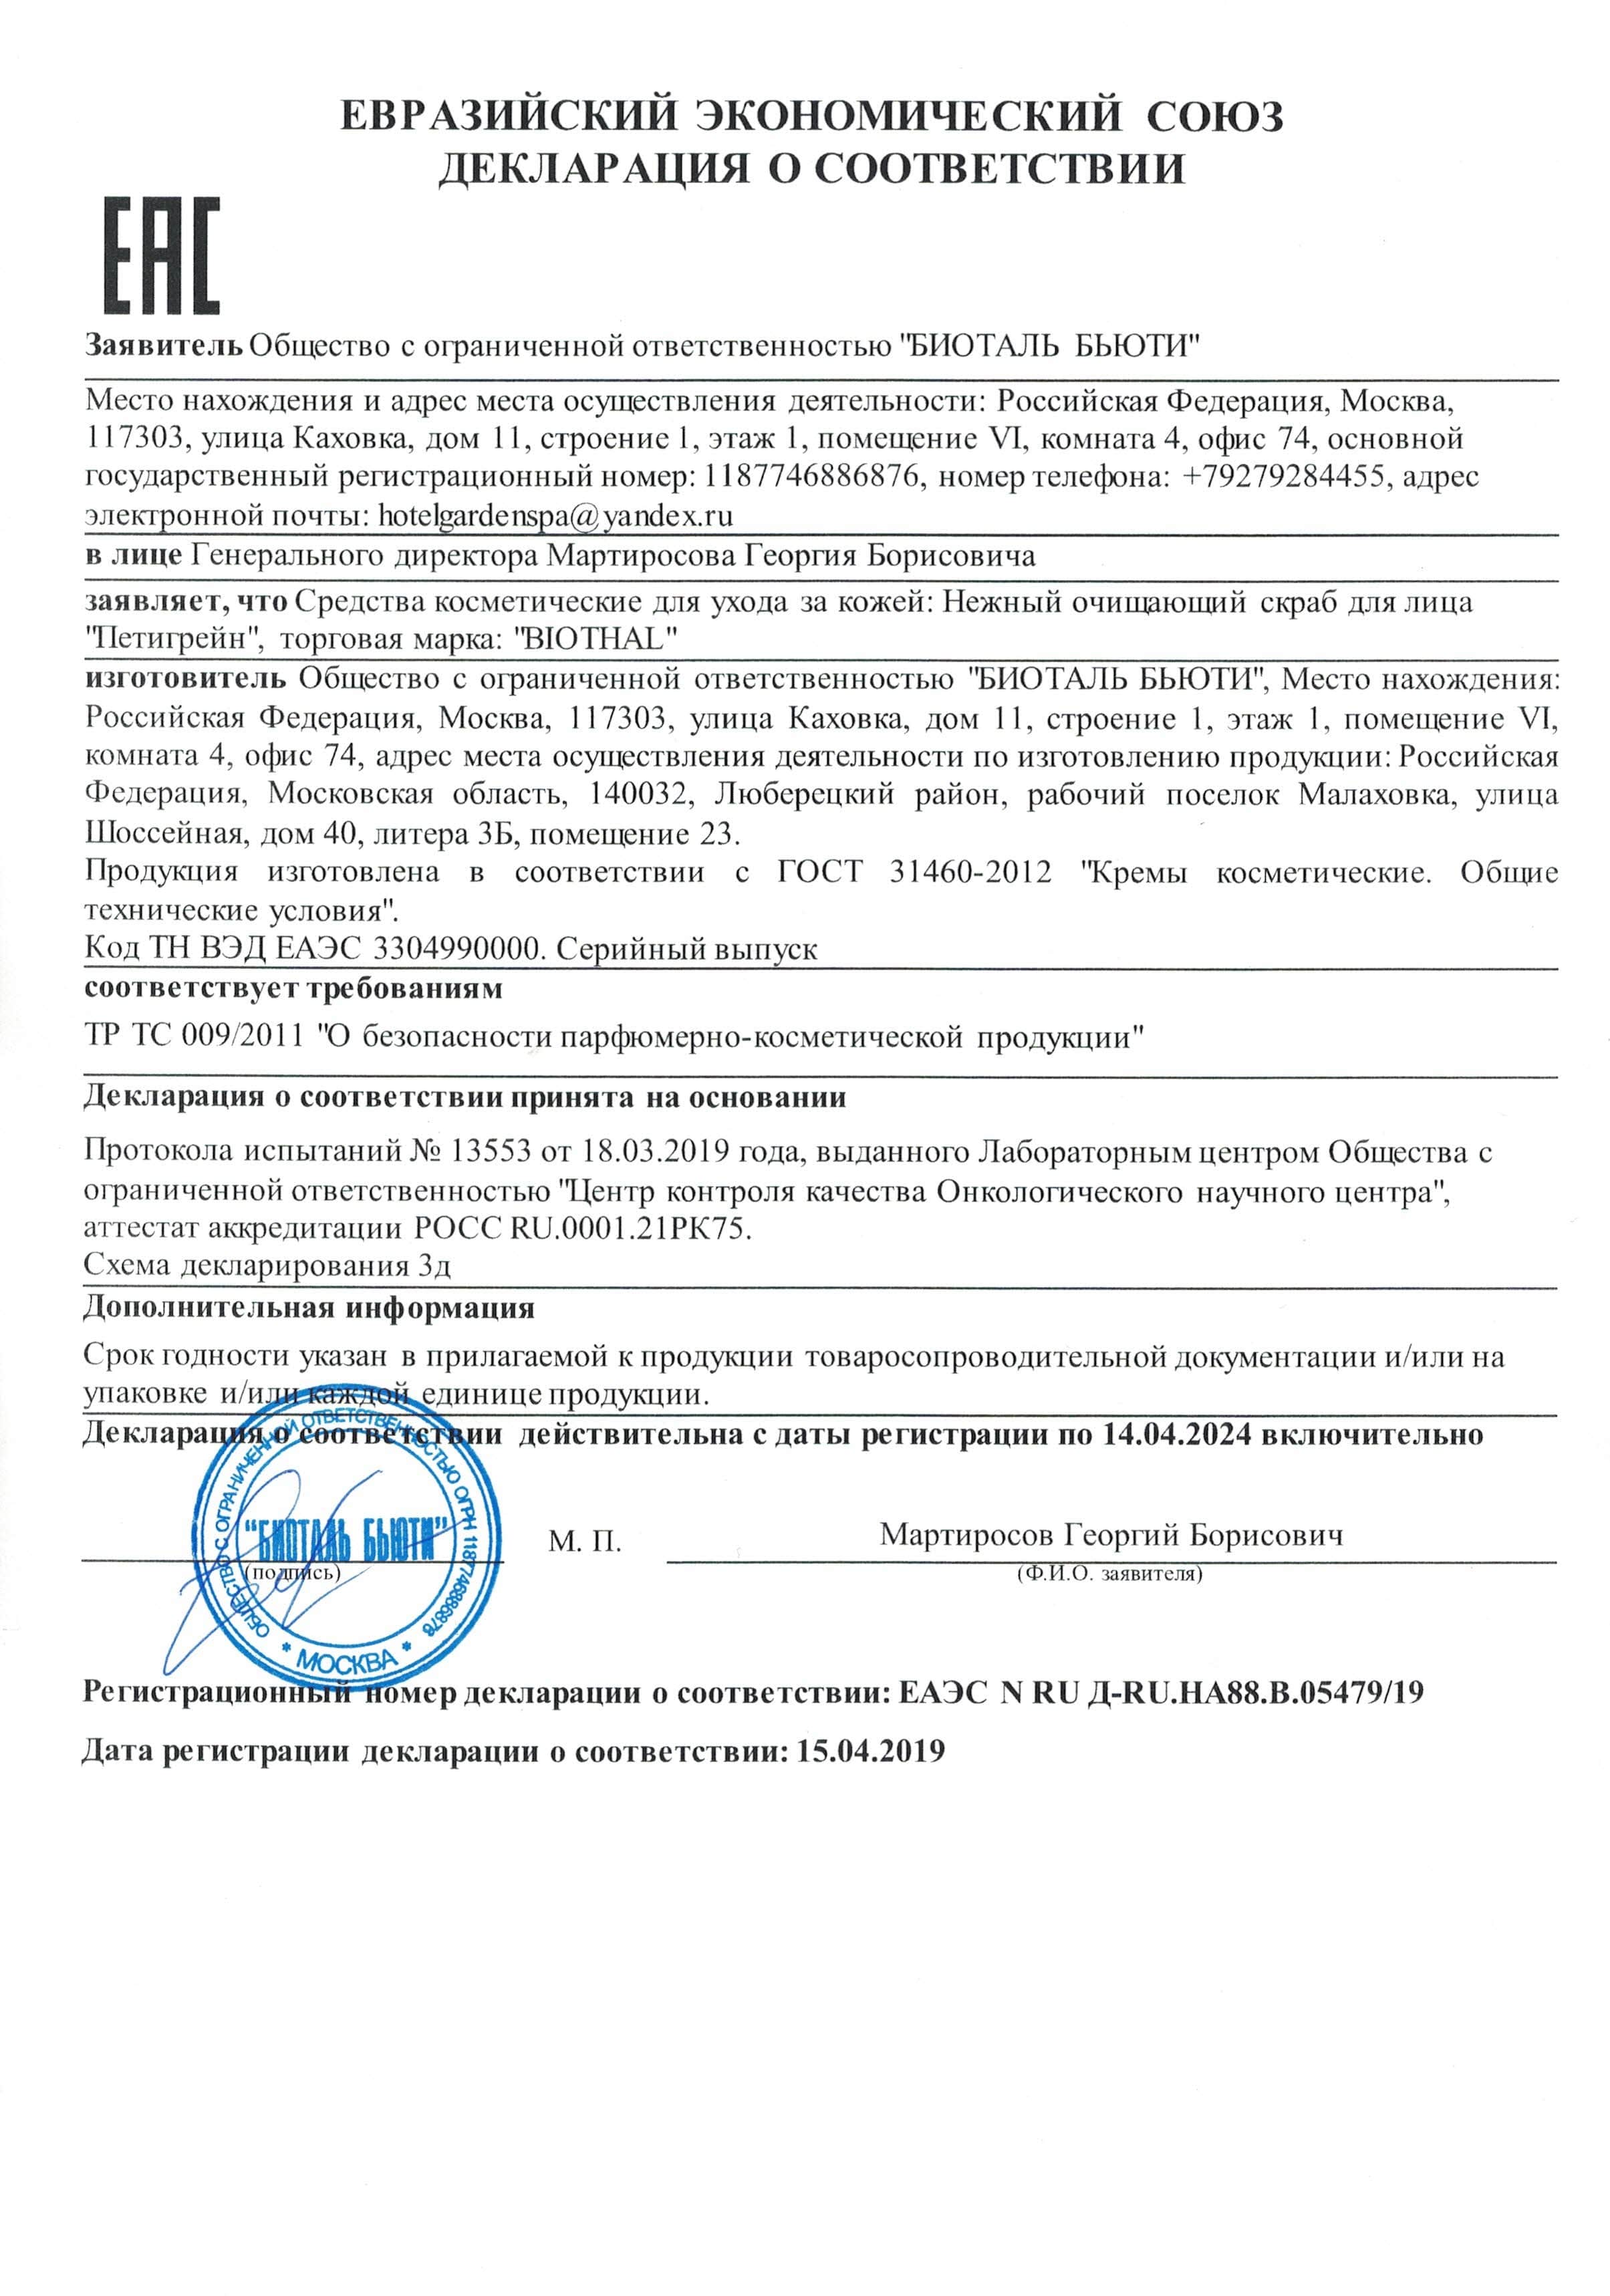 ЕВРАЗИЙСКИЙ ЭКОНОМИЧЕСКИЙ СОЮЗ
ДЕКЛАРАЦИЯ О СООТВЕТСТВИИ
ЕАС
Заявитель Общество с ограниченной ответственностью "БИОТАЛЬ БЬЮТИ"
Место нахождения и адрес места осуществления деятельности: Российская Федерация, Москва,
117303, улица Каховка, дом 11, строение 1, этаж 1, помещение VI, комната 4, офис 74, основной
государственный регистрационный номер: 1187746886876, номер телефона: +79279284455, адрес
электронной почты: hotelgardenspa@yandex.ru
в лице Генерального директора Мартиросова Георгия Борисовича
заявляет, что Средства косметические для ухода за кожей: Нежный очищающий скраб для лица
"Петигрейн", торговая марка: "BIOTHAL"
изготовитель Общество с ограниченной ответственностью "БИОТАЛЬ БЬЮТИ", Место нахождения:
Российская Федерация, Москва, 117303, улица Каховка, дом 11, строение 1, этаж 1, помещение VI,
комната 4, офис 74, адрес места осуществления деятельности по изготовлению продукции: Российская
Федерация, Московская область, 140032, Люберецкий район, рабочий поселок Малаховка, улица
Шоссейная, дом 40, литера 3Б, помещение 23.
Продукция изготовлена в соответствии с ГОСТ 31460-2012 "Кремы косметические. Общие
технические условия".
Код ТН ВЭД ЕАЭС 3304990000. Серийный выпуск
соответствует требованиям
ТР ТС 009/2011 "О безопасности парфюмерно-косметической продукции"
Декларация о соответствии принята на основании
Протокола испытаний № 13553 от 18.03.2019 года, выданного Лабораторным центром Общества с
ограниченной ответственностью "Центр контроля качества Онкологического научного центра",
аттестат аккредитации РОСС RU.0001.21РК75.
Схема декларирования 3д
Дополнительная информация
Срок годности указан в прилагаемой к продукции товаросопроводительной документации и/или на
упаковке и/или каждой единице продукции.
Декларация о соответствии действительна с даты регистрации по 14.04.2024 включительно
ОБЩЕСТВО С ОГРАНИЧЕННОЙ ОТВЕТСТВЕННОСТЬЮ ОГРН 1187746886876
"БИОТАЛЬ БЬЮТИ"
* МОСКВА *
(подпись)
М. П.
Мартиросов Георгий Борисович
(Ф.И.О. заявителя)
Регистрационный номер декларации о соответствии: ЕАЭС N RU Д-RU.НА88.В.05479/19
Дата регистрации декларации о соответствии: 15.04.2019